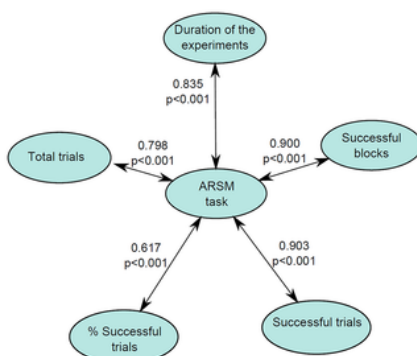 Duration of the
experiments
0.835
p<0.001
0.798
p<0.001
0.900
p<0.001
Successful
blocks
Total trials
ARSM
task
0.617
p<0.001
0.903
p<0.001
% Successful
trials
Successful trials